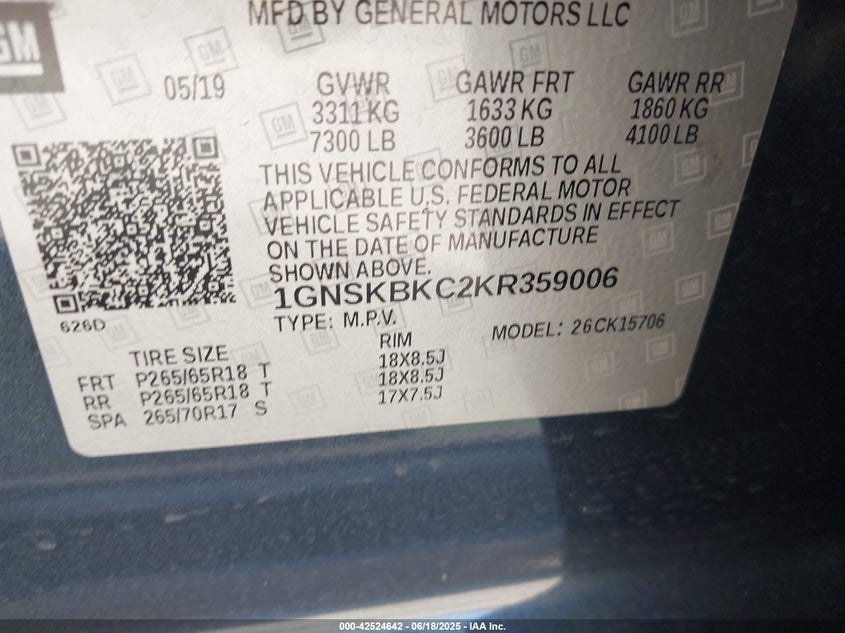 GM
MFD BY GENERAL MOTORS LLC
05/19 GVWR GAWR FRT GAWR RR
3311 KG 1633 KG 1860 KG
7300 LB 3600 LB 4100 LB
THIS VEHICLE CONFORMS TO ALL
APPLICABLE U.S. FEDERAL MOTOR
VEHICLE SAFETY STANDARDS IN EFFECT
ON THE DATE OF MANUFACTURE
SHOWN ABOVE.
1GNSKBKC2KR359006
626D
TYPE: M.P.V. MODEL: 26CK15706
TIRE SIZE RIM
FRT P265/65R18 T 18X8.5J
RR P265/65R18 T 18X8.5J
SPA 265/70R17 S 17X7.5J
000-42524642 - 06/18/2025 - IAA Inc.